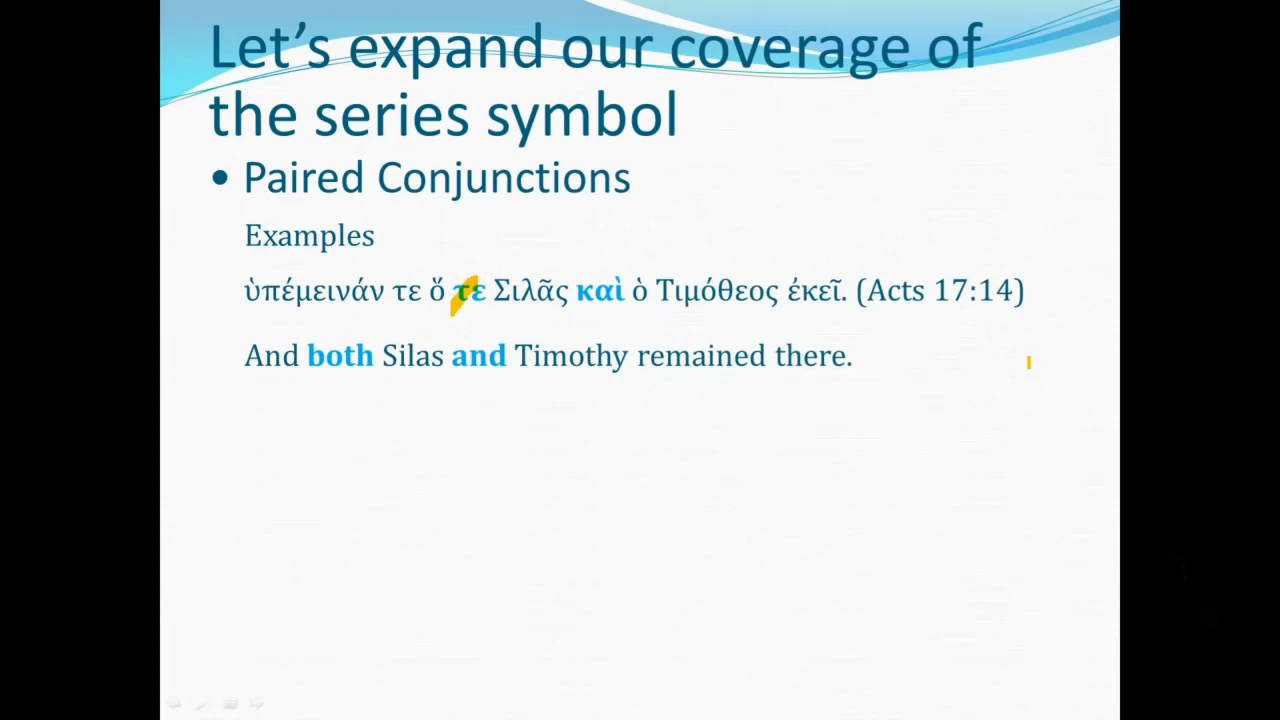 Let’s expand our coverage of
the series symbol
• Paired Conjunctions
Examples
ὑπέμεινάν τε ὅ τε Σιλᾶς καὶ ὁ Τιμόθεος ἐκεῖ. (Acts 17:14)
And both Silas and Timothy remained there.